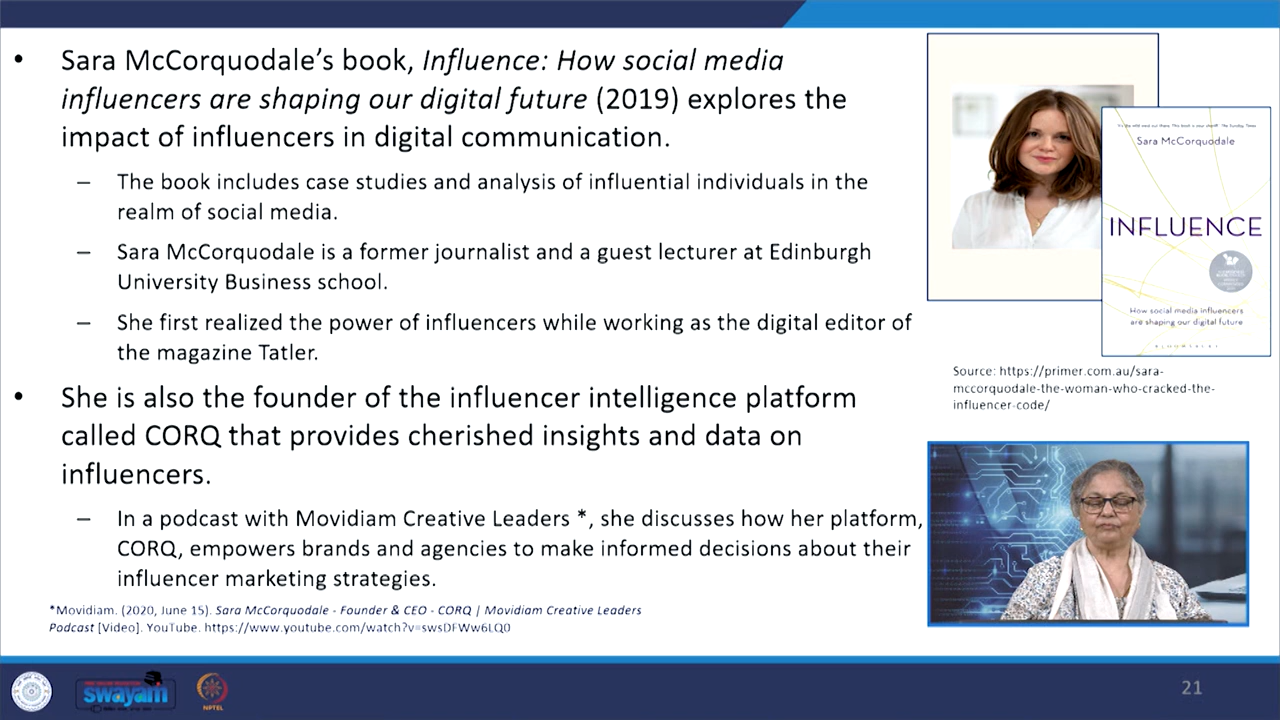 • Sara McCorquodale’s book, Influence: How social media
influencers are shaping our digital future (2019) explores the
impact of influencers in digital communication.
– The book includes case studies and analysis of influential individuals in the
realm of social media.
– Sara McCorquodale is a former journalist and a guest lecturer at Edinburgh
University Business school.
– She first realized the power of influencers while working as the digital editor of
the magazine Tatler.
• She is also the founder of the influencer intelligence platform
called CORQ that provides cherished insights and data on
influencers.
– In a podcast with Movidiam Creative Leaders *, she discusses how her platform,
CORQ, empowers brands and agencies to make informed decisions about their
influencer marketing strategies.
*Movidiam. (2020, June 15). Sara McCorquodale - Founder & CEO - CORQ | Movidiam Creative Leaders
Podcast [Video]. YouTube. https://www.youtube.com/watch?v=swsDFWw6LQ0
Sara McCorquodale
INFLUENCE
How social media influencers
are shaping our digital future
BLOOMSBURY
Source: https://primer.com.au/sara-
mccorquodale-the-woman-who-cracked-the-
influencer-code/
swayam
NPTEL
21